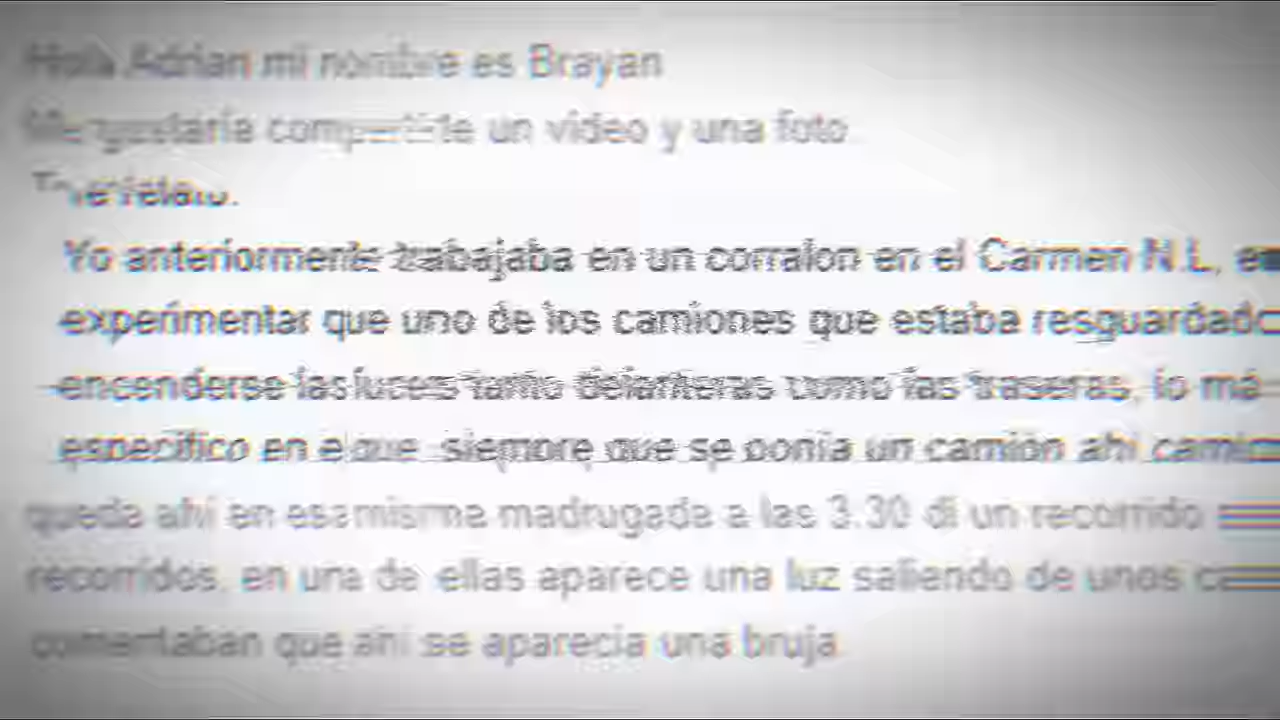 Hola Adrian mi nombre es Brayan
Me gustaria compartirte un video y una foto.
relato.
Yo anteriormente trabajaba en un corralon en el Carmen N.L,
experimentar que uno de los camiones que estaba
encenderse las luces tanto delanteras como las traseras, lo
especifico en el que siempre que se ponia un camión ahi
queda ahi en esa misma madrugada a las 3.30 di un recorrido
recorridos, en una de ellas aparece una luz saliendo de unos
comentaban que ahi se aparecia una bruja